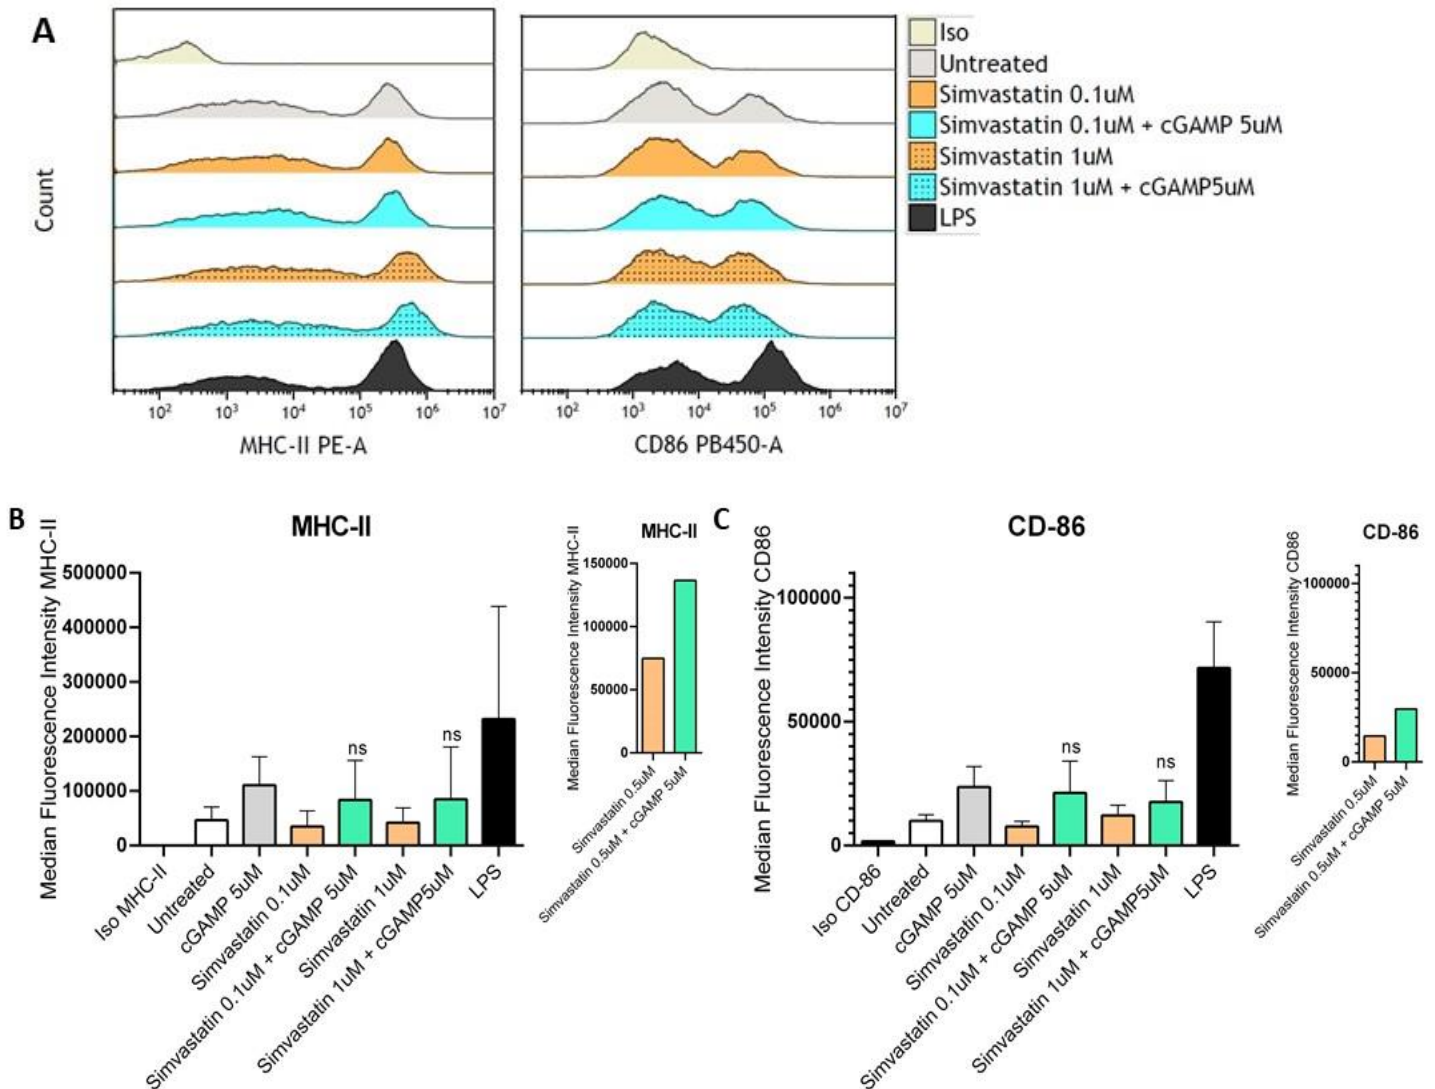 A
Count
10² 10³ 10⁴ 10⁵ 10⁶ 10⁷
MHC-II PE-A
10² 10³ 10⁴ 10⁵ 10⁶ 10⁷
CD86 PB450-A
Iso
Untreated
Simvastatin 0.1uM
Simvastatin 0.1uM + cGAMP 5uM
Simvastatin 1uM
Simvastatin 1uM + cGAMP5uM
LPS
B
MHC-II
Median Fluorescence Intensity MHC-II
500000
400000
300000
200000
100000
0
ns
ns
Iso MHC-II
Untreated
cGAMP 5uM
Simvastatin 0.1uM
Simvastatin 0.1uM + cGAMP 5uM
Simvastatin 1uM
Simvastatin 1uM + cGAMP5uM
LPS
MHC-II
Median Fluorescence Intensity MHC-II
150000
100000
50000
0
Simvastatin 0.5uM
Simvastatin 0.5uM + cGAMP 5uM
C
CD-86
Median Fluorescence Intensity CD86
100000
50000
0
ns
ns
Iso CD-86
Untreated
cGAMP 5uM
Simvastatin 0.1uM
Simvastatin 0.1uM + cGAMP 5uM
Simvastatin 1uM
Simvastatin 1uM + cGAMP5uM
LPS
CD-86
Median Fluorescence Intensity CD86
100000
50000
0
Simvastatin 0.5uM
Simvastatin 0.5uM + cGAMP 5uM